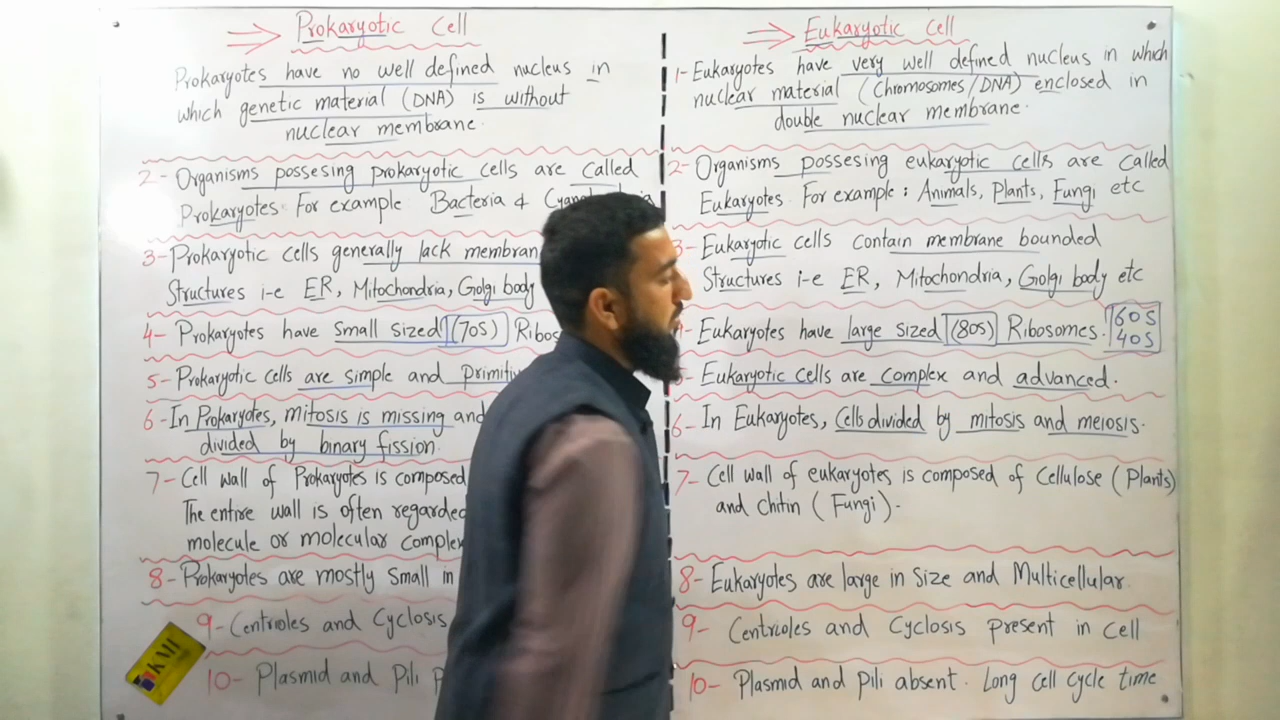 ⇒ Prokaryotic Cell
Prokaryotes have no well defined nucleus in
which genetic material (DNA) is without
nuclear membrane.
2- Organisms possesing prokaryotic cells are called
Prokaryotes. For example: Bacteria &
3- Prokaryotic cells generally lack
Structures i-e ER, Mitochondria, Golgi body
4- Prokaryotes have Small sized (70S)
5- Prokaryotic cells are simple and
6- In Prokaryotes, mitosis is missing and
divided by binary fission.
7- Cell wall of Prokaryotes is composed
The entire wall is often regarded
molecule or molecular
8- Prokaryotes are mostly Small in
9- Centrioles and Cyclosis
10- Plasmid and Pili
KMI
⇒ Eukaryotic Cell
1- Eukaryotes have very well defined nucleus in which
nuclear material (Chromosomes/DNA) enclosed in
double nuclear membrane.
2- Organisms possesing eukaryotic cells are called
Eukaryotes. For example: Animals, Plants, Fungi etc
3- Eukaryotic cells contain membrane bounded
Structures i-e ER, Mitochondria, Golgi body etc
Eukaryotes have large sized (80S) Ribosomes. 60S
40S
Eukaryotic cells are complex and advanced.
6- In Eukaryotes, Cells divided by mitosis and meiosis.
7- Cell wall of eukaryotes is composed of Cellulose (Plants)
and chitin (Fungi).
8- Eukaryotes are large in Size and Multicellular.
9- Centrioles and Cyclosis present in cell
10- Plasmid and pili absent. Long cell cycle time